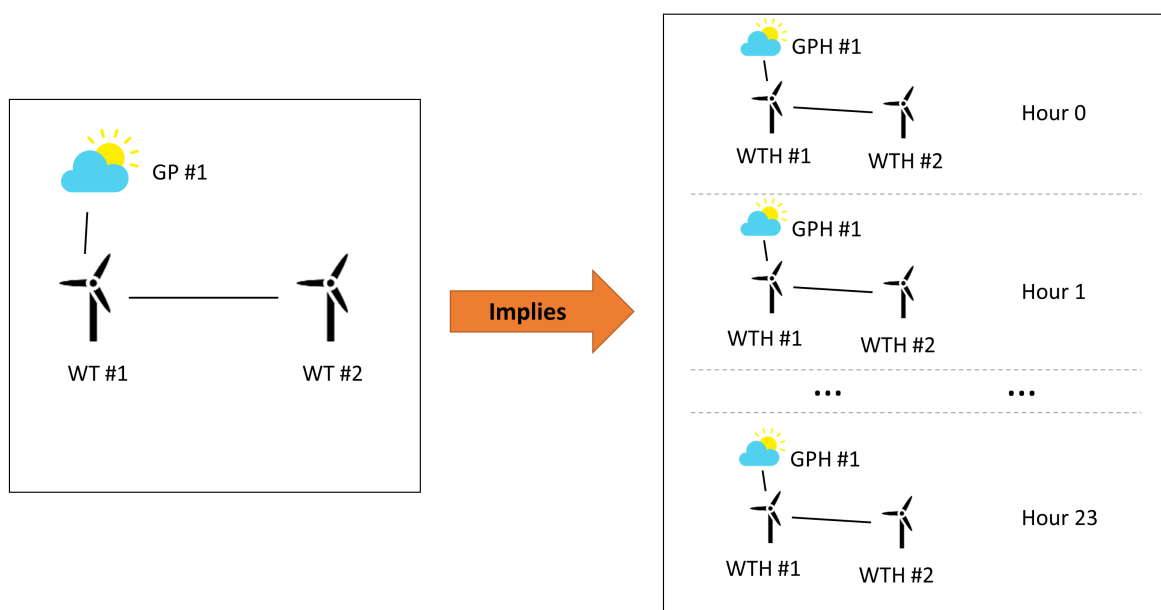 GP #1
WT #1
WT #2
Implies
GPH #1
WTH #1
WTH #2
Hour 0
GPH #1
WTH #1
WTH #2
Hour 1
... ...
GPH #1
WTH #1
WTH #2
Hour 23